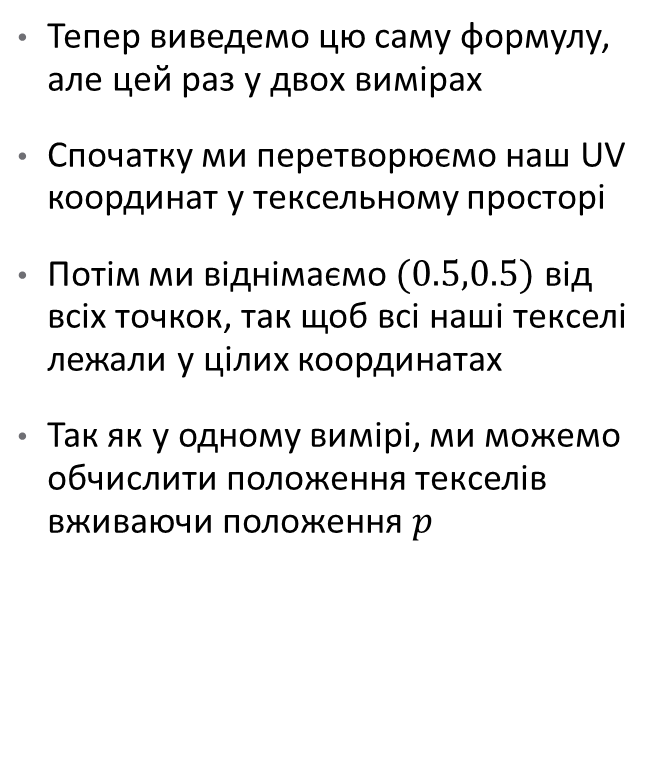 • Тепер виведемо цю саму формулу,
але цей раз у двох вимірах
• Спочатку ми перетворюємо наш UV
координат у тексельному просторі
• Потім ми віднімаємо (0.5,0.5) від
всіх точкок, так щоб всі наші текселі
лежали у цілих координатах
• Так як у одному вимірі, ми можемо
обчислити положення текселів
вживаючи положення p